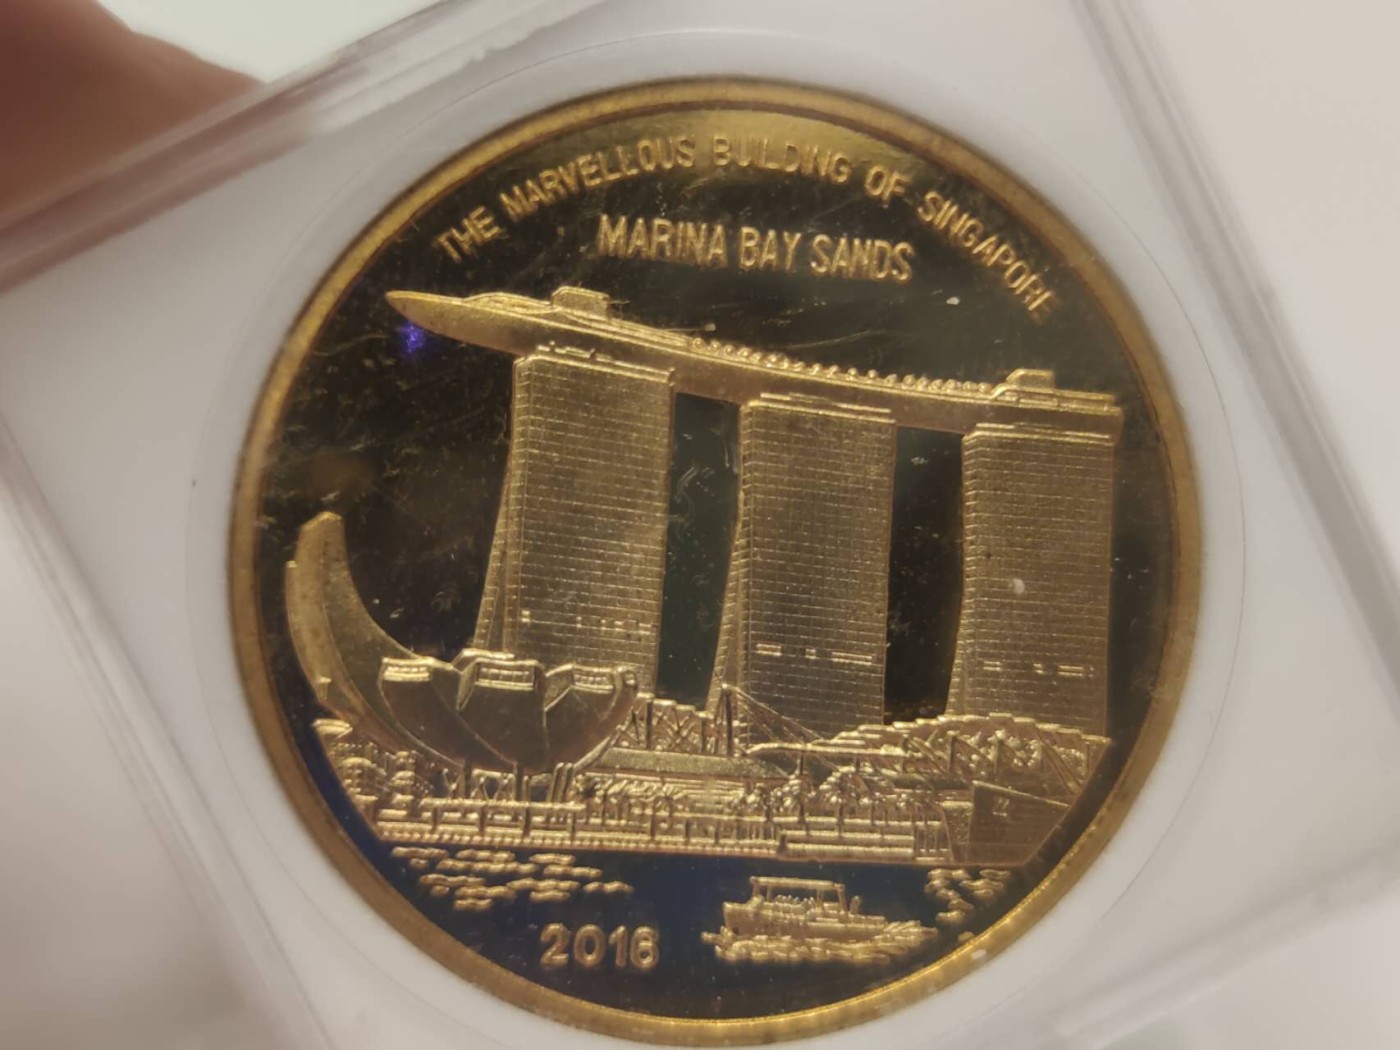 THE MARVELLOUS BUILDING OF SINGAPORE
MARINA BAY SANDS
2016